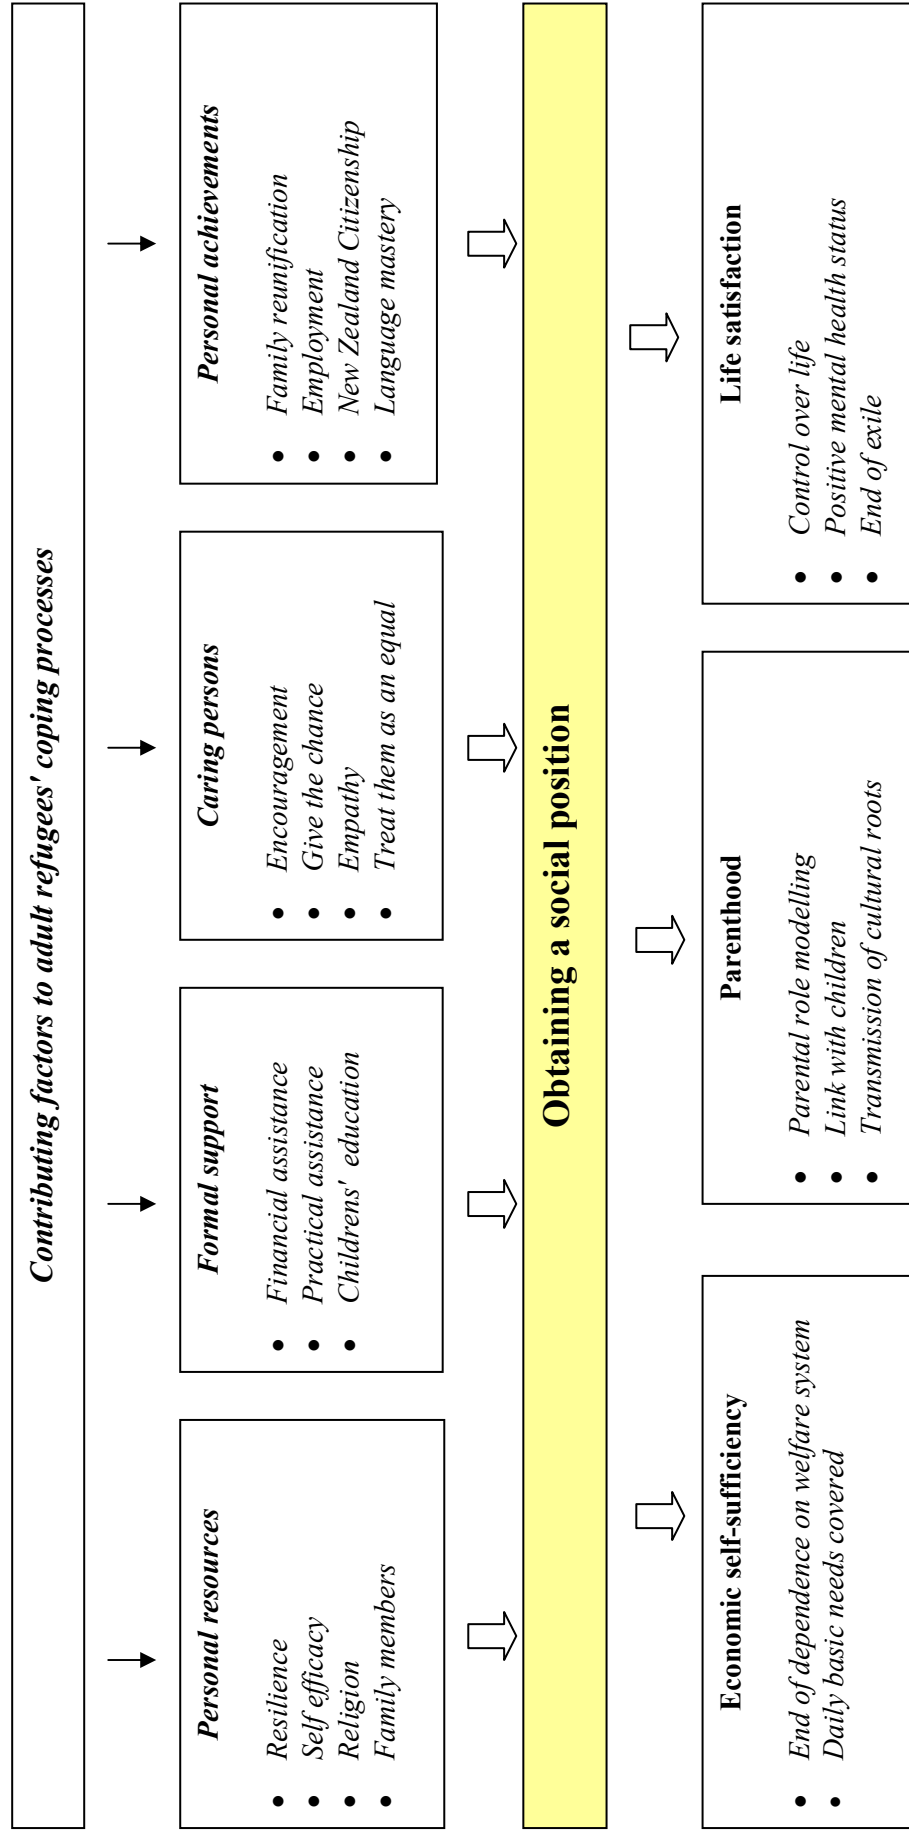 Contributing factors to adult refugees' coping processes
Personal resources
• Resilience
• Self efficacy
• Religion
• Family members
Formal support
• Financial assistance
• Practical assistance
• Childrens' education
Caring persons
• Encouragement
• Give the chance
• Empathy
• Treat them as an equal
Personal achievements
• Family reunification
• Employment
• New Zealand Citizenship
• Language mastery
Obtaining a social position
Economic self-sufficiency
• End of dependence on welfare system
• Daily basic needs covered
Parenthood
• Parental role modelling
• Link with children
• Transmission of cultural roots
Life satisfaction
• Control over life
• Positive mental health status
• End of exile